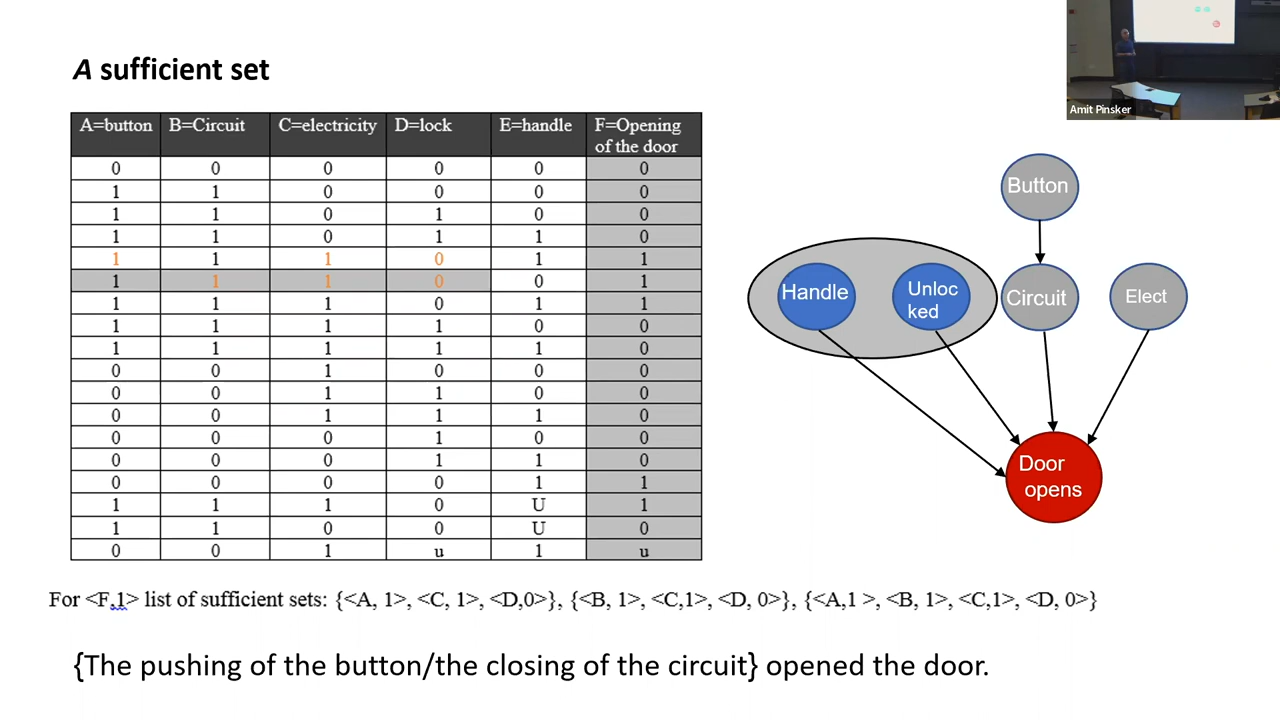 A sufficient set
Amit Pinsker
A=button B=Circuit C=electricity D=lock E=handle F=Opening of the door
0 0 0 0 0 0
1 1 0 0 0 0
1 1 0 1 0 0
1 1 0 1 1 0
1 1 1 0 1 1
1 1 1 0 0 1
1 1 1 0 1 1
1 1 1 1 0 0
1 1 1 1 1 0
0 0 1 0 0 0
0 0 1 1 0 0
0 0 1 1 1 0
0 0 0 1 0 0
0 0 0 1 1 0
0 0 0 0 1 1
1 1 1 0 U 1
1 1 0 0 U 0
0 0 1 u 1 u
Button
Handle
Unloc
ked
Circuit
Elect
Door
opens
For <F,1> list of sufficient sets: {<A, 1>, <C, 1>, <D,0>}, {<B, 1>, <C,1>, <D, 0>}, {<A,1 >, <B, 1>, <C,1>, <D, 0>}
{The pushing of the button/the closing of the circuit} opened the door.